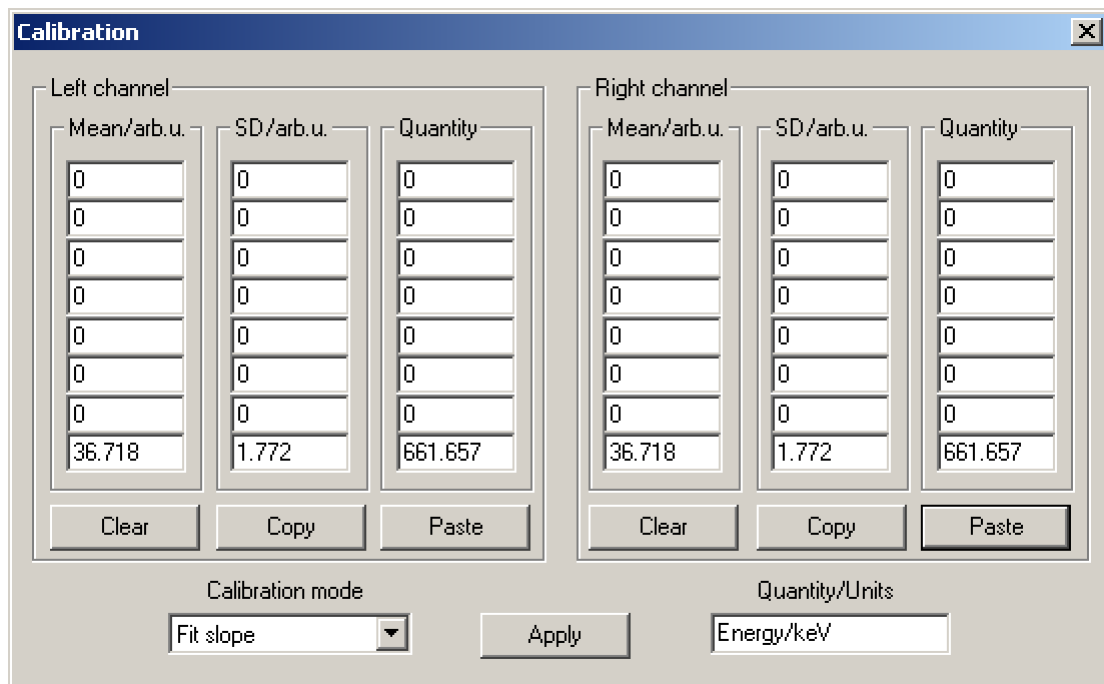 Calibration
Left channel
Right channel
Mean/arb.u. SD/arb.u. Quantity Mean/arb.u. SD/arb.u. Quantity
0 0 0 0 0 0
0 0 0 0 0 0
0 0 0 0 0 0
0 0 0 0 0 0
0 0 0 0 0 0
0 0 0 0 0 0
0 0 0 0 0 0
36.718 1.772 661.657 36.718 1.772 661.657
Clear Copy Paste Clear Copy Paste
Calibration mode Quantity/Units
Fit slope Apply Energy/keV